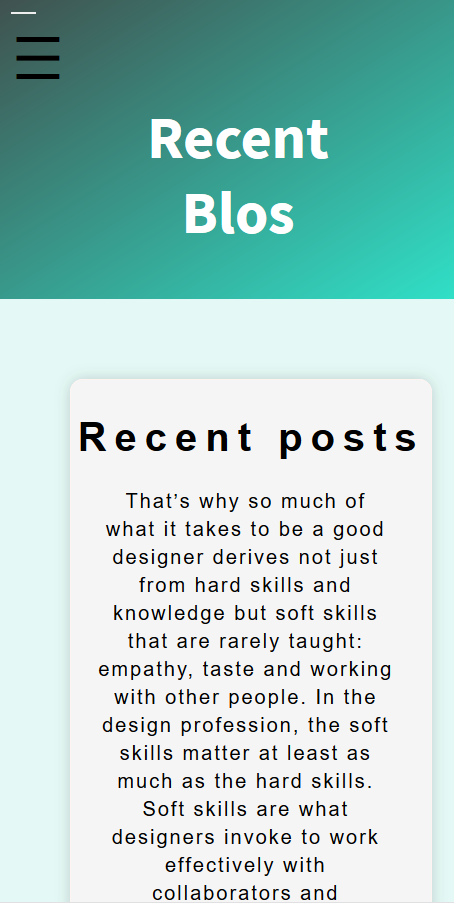 Recent
Blos
Recent posts
That’s why so much of
what it takes to be a good
designer derives not just
from hard skills and
knowledge but soft skills
that are rarely taught:
empathy, taste and working
with other people. In the
design profession, the soft
skills matter at least as
much as the hard skills.
Soft skills are what
designers invoke to work
effectively with
collaborators and